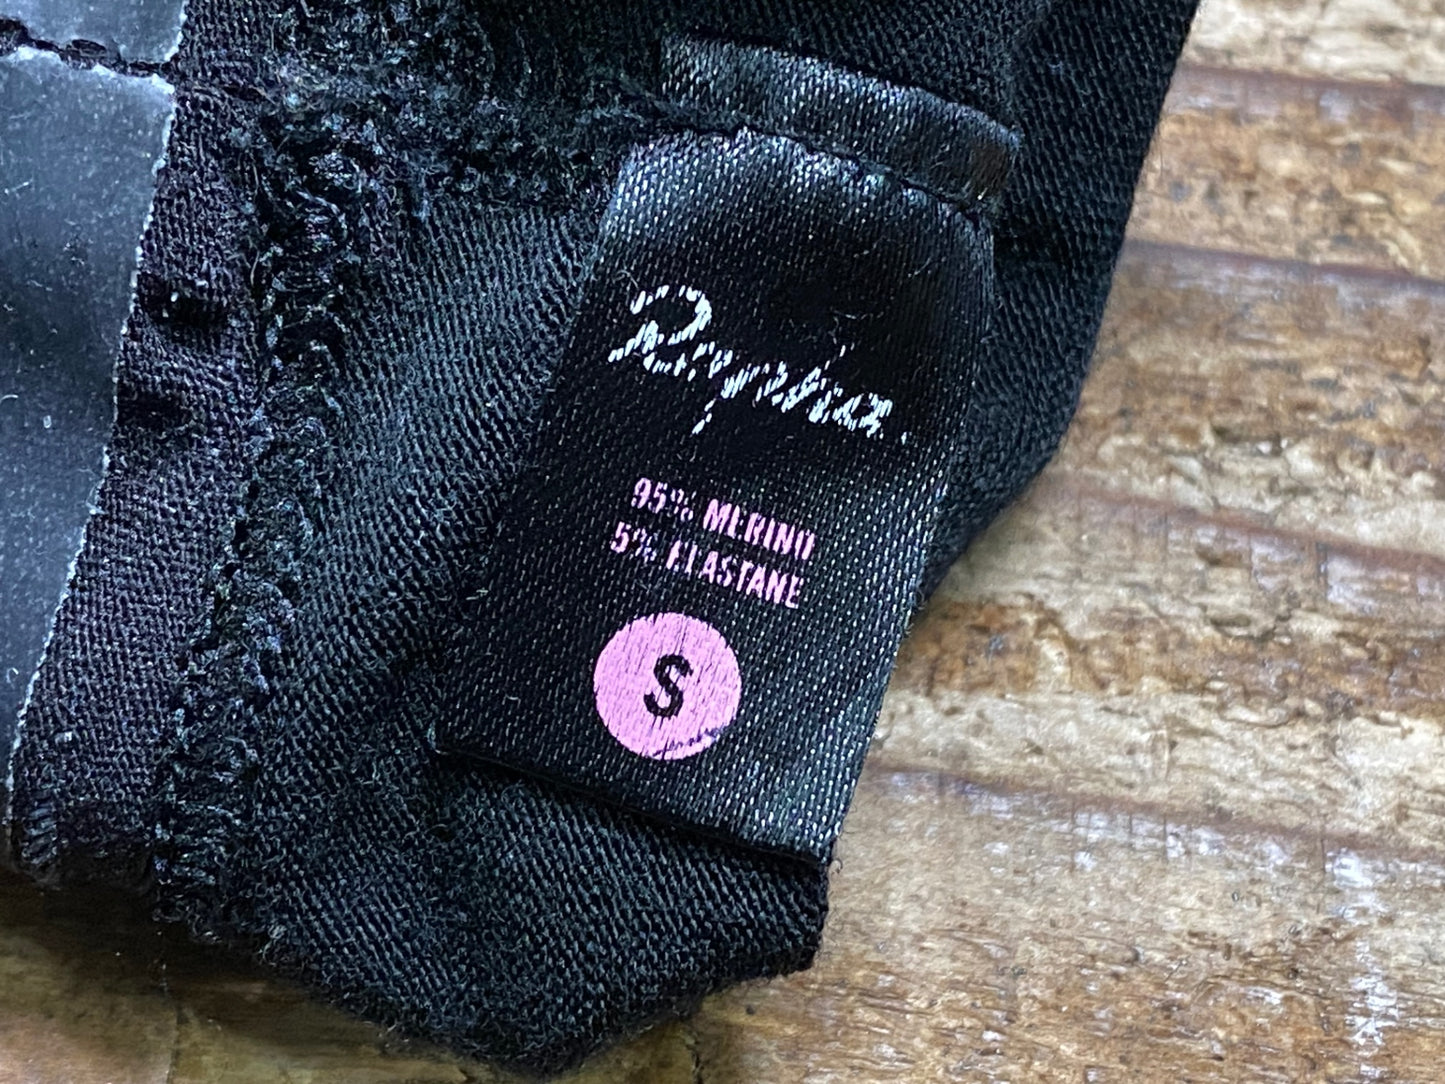 Rapha
95% MERINO
5% ELASTANE
S